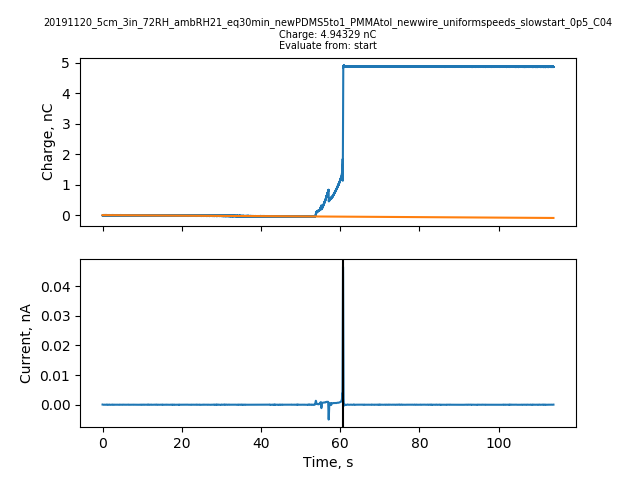 20191120_5cm_3in_72RH_ambRH21_eq30min_newPDMS5to1_PMMAtol_newwire_uniformspeeds_slowstart_0p5_C04
Charge: 4.94329 nC
Evaluate from: start
5
4
3
2
1
0
Charge, nC
0.04
0.03
0.02
0.01
0.00
Current, nA
0 20 40 60 80 100
Time, s